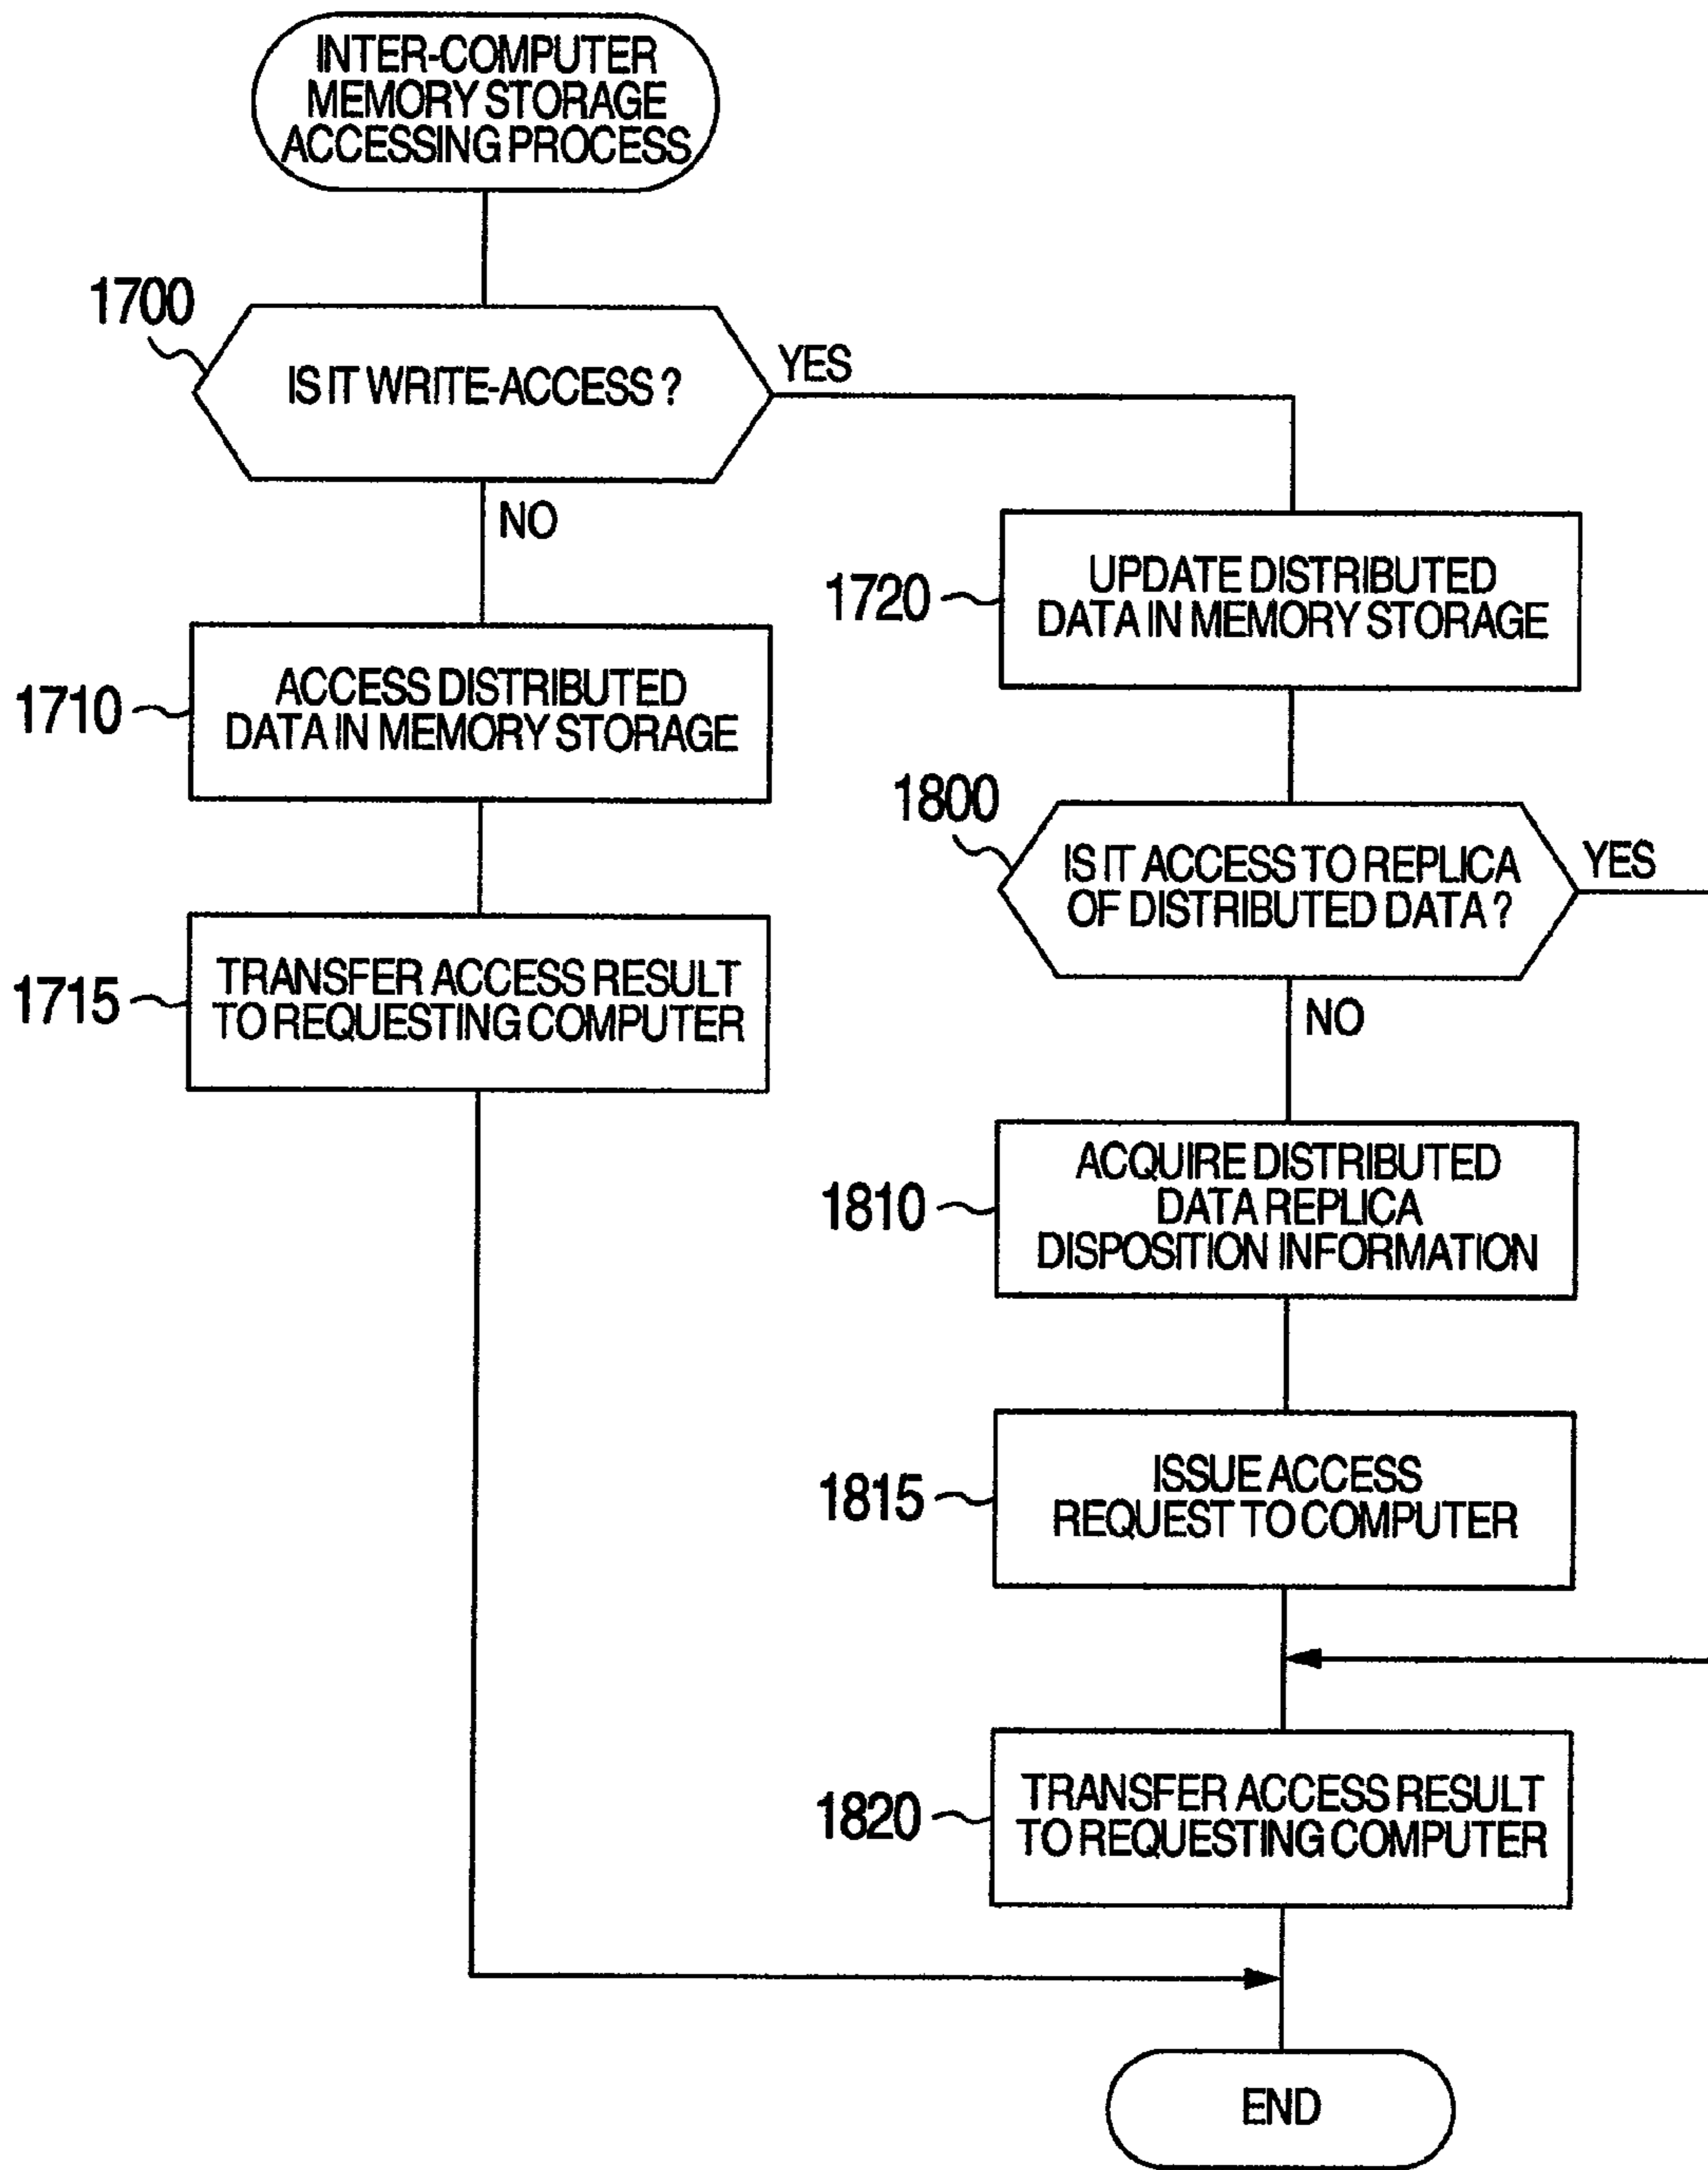 INTER-COMPUTER
MEMORY STORAGE
ACCESSING PROCESS
1700
IS IT WRITE-ACCESS ?
YES
NO
1710
ACCESS DISTRIBUTED
DATA IN MEMORY STORAGE
1715
TRANSFER ACCESS RESULT
TO REQUESTING COMPUTER
1720
UPDATE DISTRIBUTED
DATA IN MEMORY STORAGE
1800
IS IT ACCESS TO REPLICA
OF DISTRIBUTED DATA ?
YES
NO
1810
ACQUIRE DISTRIBUTED
DATA REPLICA
DISPOSITION INFORMATION
1815
ISSUE ACCESS
REQUEST TO COMPUTER
1820
TRANSFER ACCESS RESULT
TO REQUESTING COMPUTER
END